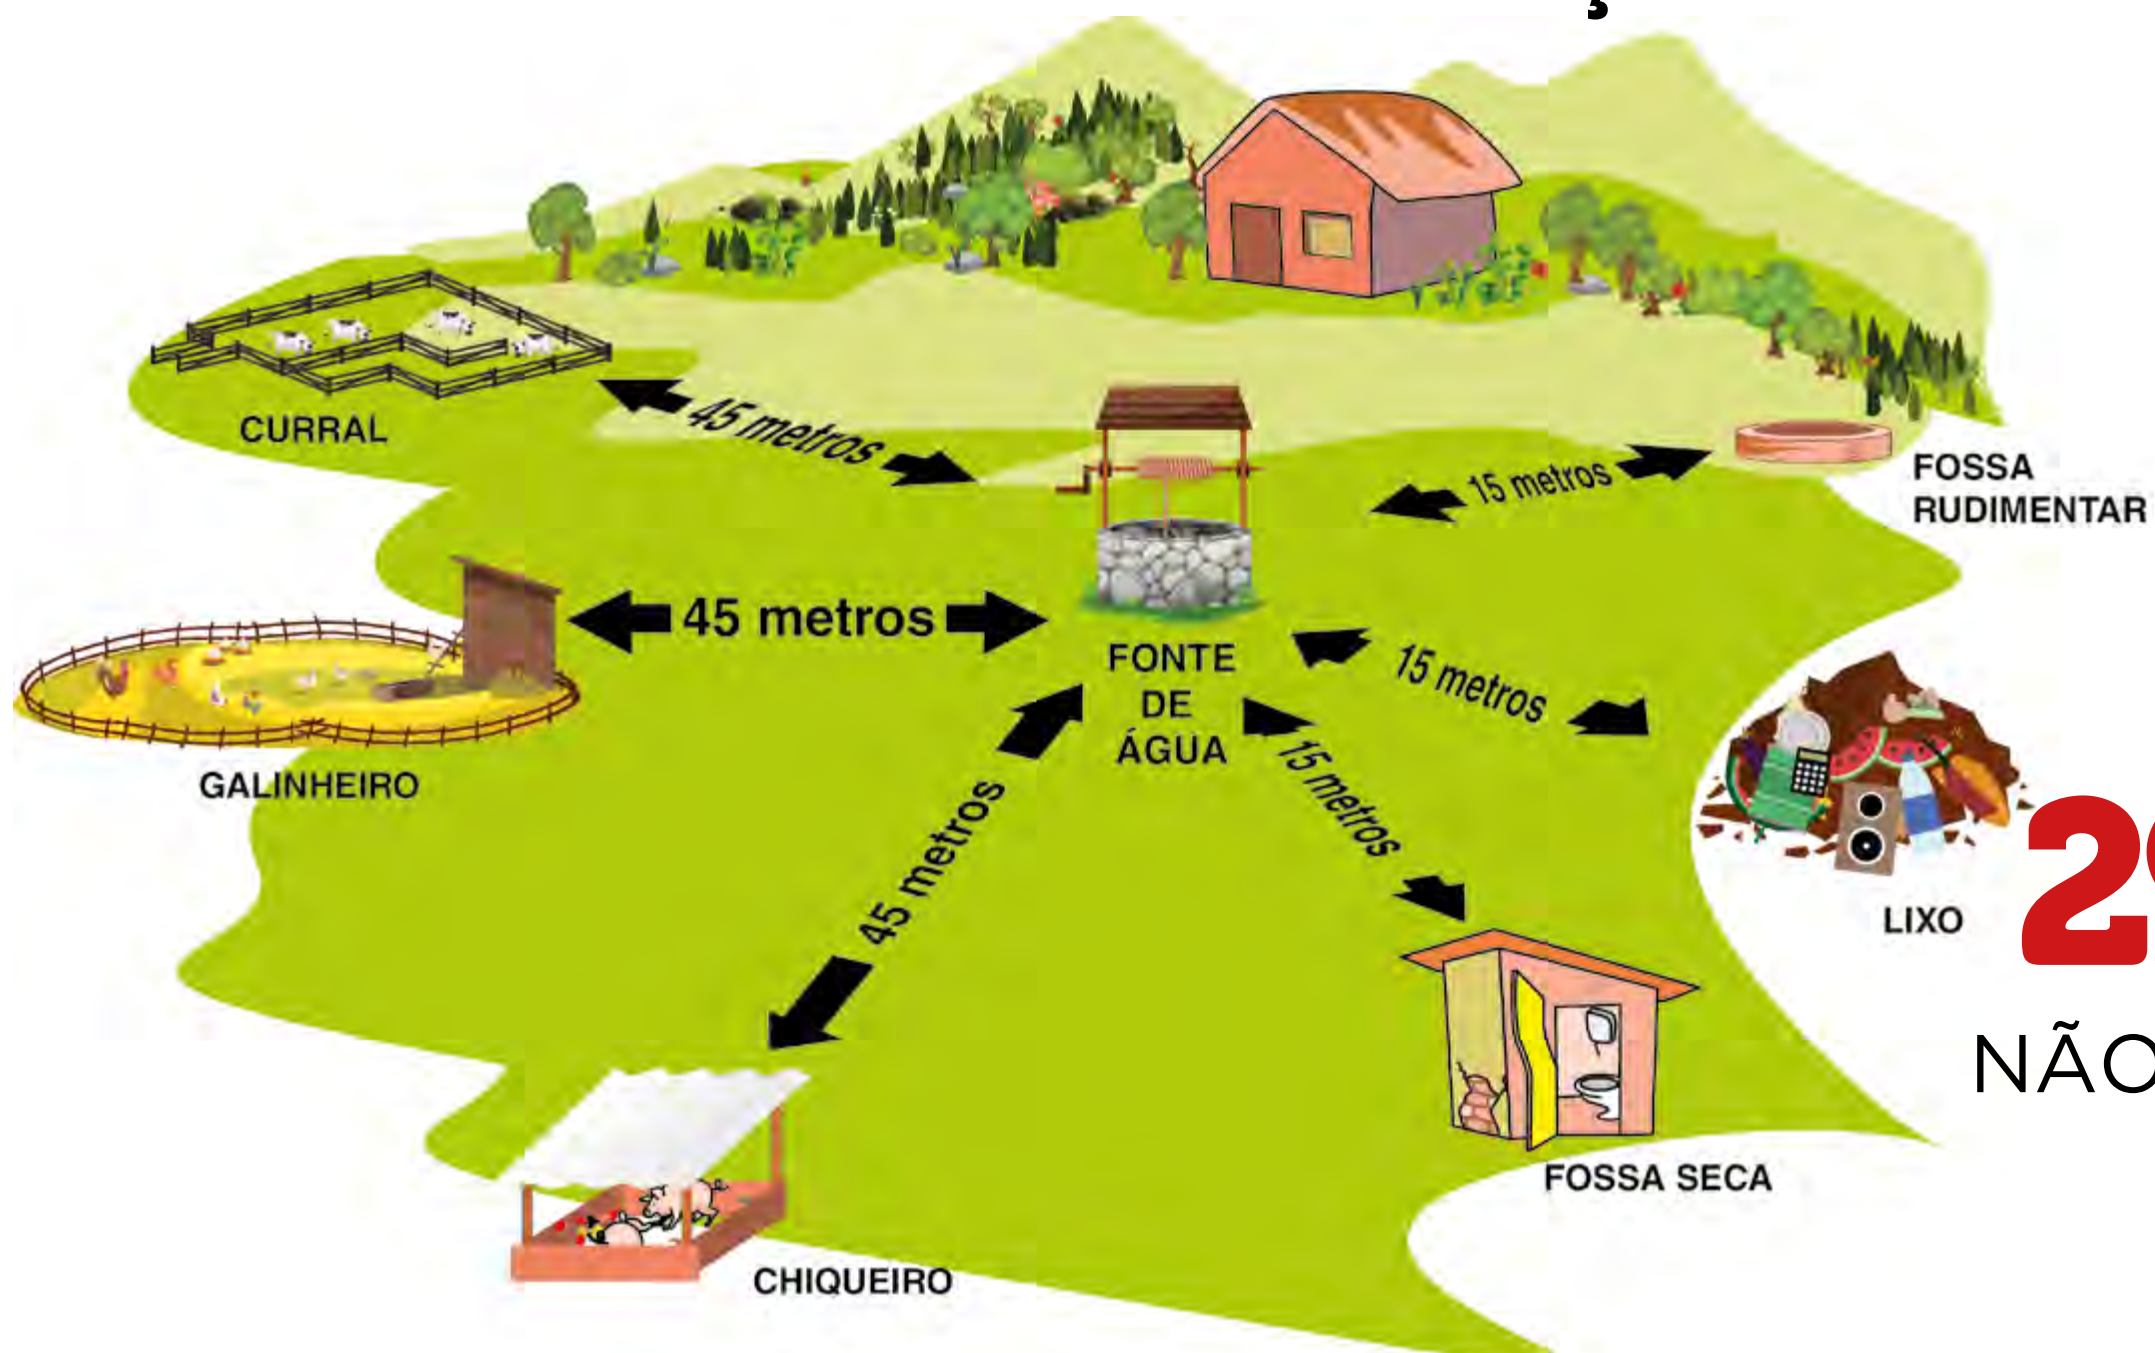 CURRAL
45 metros
15 metros
FOSSA
RUDIMENTAR
45 metros
FONTE
DE
ÁGUA
15 metros
GALINHEIRO
45 metros
15 metros
LIXO
NÃO
FOSSA SECA
CHIQUEIRO